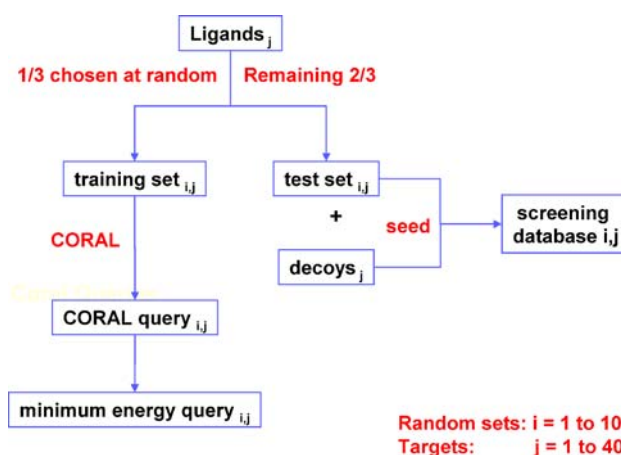 Ligands j
1/3 chosen at random
Remaining 2/3
training set i,j
test set i,j
+
CORAL
seed
screening
database i,j
decoys j
CORAL query i,j
minimum energy query i,j
Random sets: i = 1 to 10
Targets: j = 1 to 40